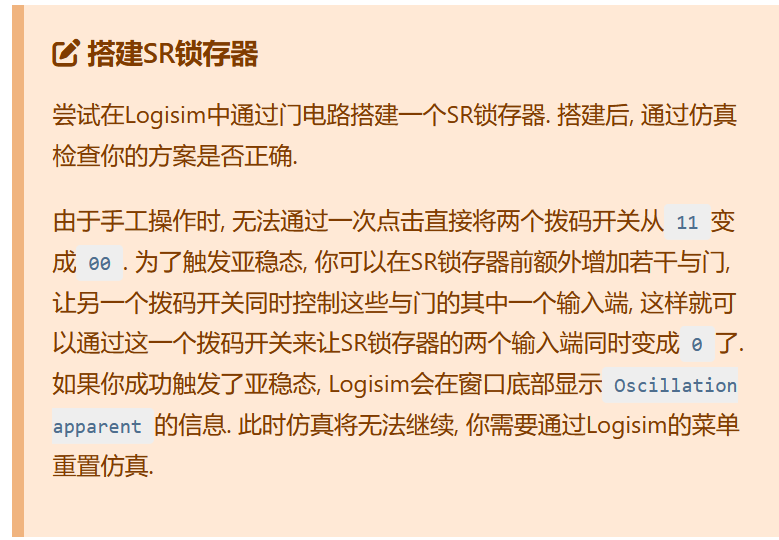 搭建SR锁存器
尝试在Logisim中通过门电路搭建一个SR锁存器. 搭建后, 通过仿真
检查你的方案是否正确.
由于手工操作时, 无法通过一次点击直接将两个拨码开关从 11 变
成 00 . 为了触发亚稳态, 你可以在SR锁存器前额外增加若干与门,
让另一个拨码开关同时控制这些与门的其中一个输入端, 这样就可
以通过这一个拨码开关来让SR锁存器的两个输入端同时变成 0 了.
如果你成功触发了亚稳态, Logisim会在窗口底部显示 Oscillation
apparent 的信息. 此时仿真将无法继续, 你需要通过Logisim的菜单
重置仿真.